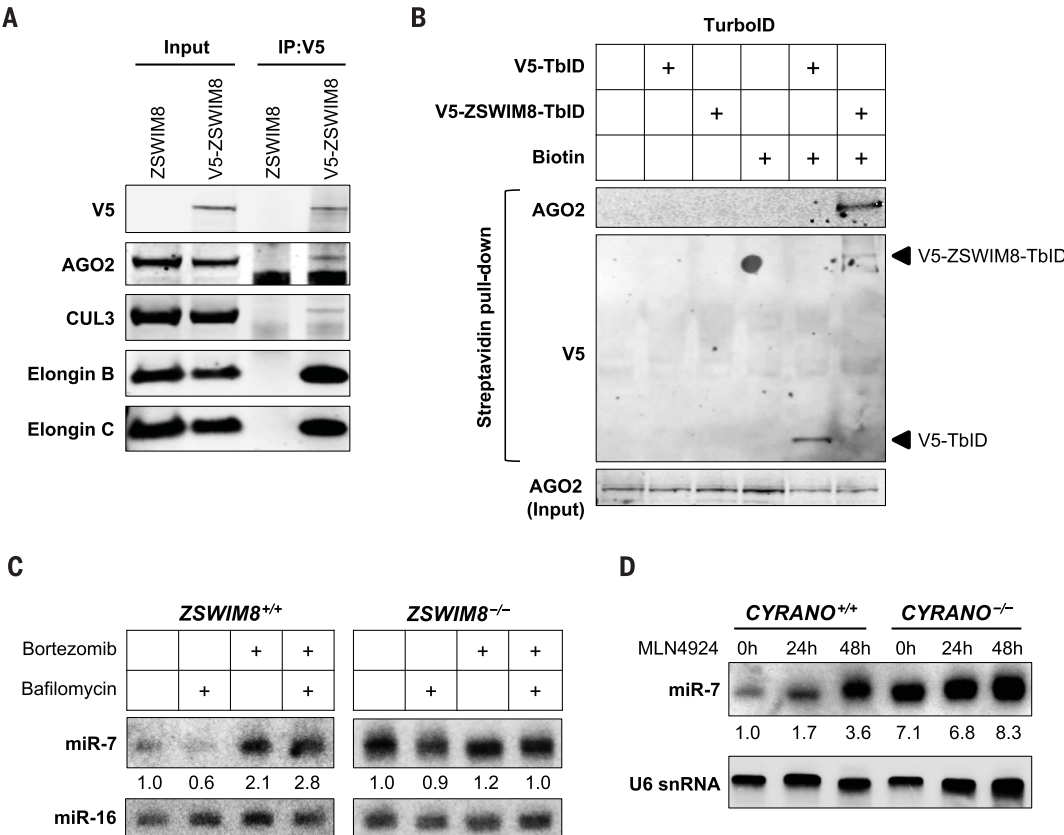 A
Input IP:V5
ZSWIM8 V5-ZSWIM8 ZSWIM8 V5-ZSWIM8
V5
AGO2
CUL3
Elongin B
Elongin C
B
TurboID
V5-TbID + +
V5-ZSWIM8-TbID + +
Biotin + + +
Streptavidin pull-down
AGO2
V5
V5-ZSWIM8-TbID
V5-TbID
AGO2
(Input)
C
ZSWIM8+/+ ZSWIM8−/−
Bortezomib + + + +
Bafilomycin + + + +
miR-7
1.0 0.6 2.1 2.8 1.0 0.9 1.2 1.0
miR-16
D
CYRANO+/+ CYRANO−/−
MLN4924 0h 24h 48h 0h 24h 48h
miR-7
1.0 1.7 3.6 7.1 6.8 8.3
U6 snRNA